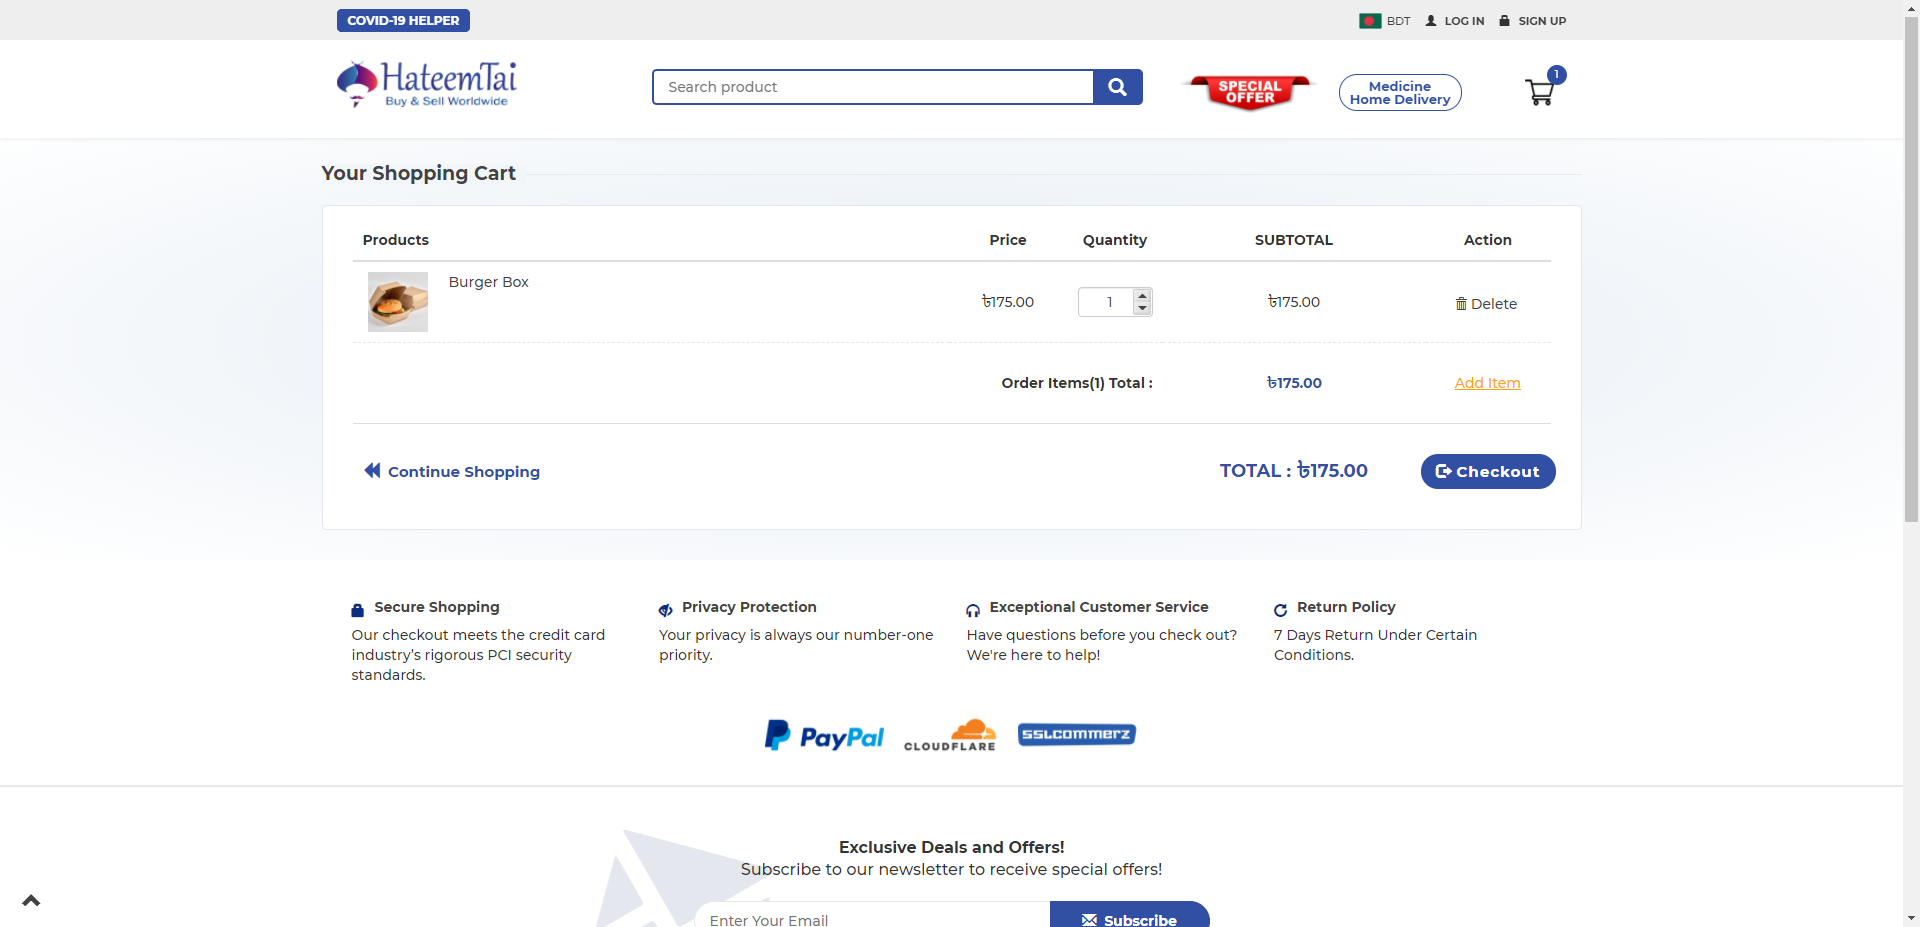 COVID-19 HELPER
BDT
LOG IN
SIGN UP
HateemTai
Buy & Sell Worldwide
Search product
SPECIAL
OFFER
Medicine
Home Delivery
1
Your Shopping Cart
Products
Price
Quantity
SUBTOTAL
Action
Burger Box
৳175.00
1
৳175.00
Delete
Order Items(1) Total :
৳175.00
Add Item
Continue Shopping
TOTAL : ৳175.00
Checkout
Secure Shopping
Our checkout meets the credit card
industry’s rigorous PCI security
standards.
Privacy Protection
Your privacy is always our number-one
priority.
Exceptional Customer Service
Have questions before you check out?
We're here to help!
Return Policy
7 Days Return Under Certain
Conditions.
PayPal
CLOUDFLARE
SSLCOMMERZ
Exclusive Deals and Offers!
Subscribe to our newsletter to receive special offers!
Enter Your Email
Subscribe